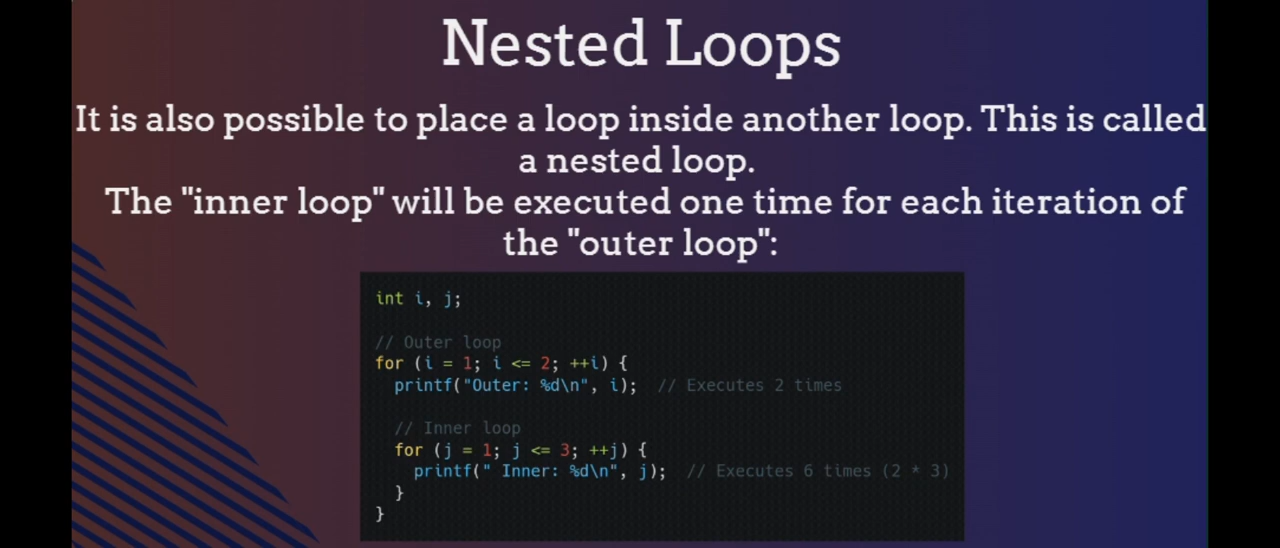 Nested Loops
It is also possible to place a loop inside another loop. This is called
a nested loop.
The "inner loop" will be executed one time for each iteration of
the "outer loop":
int i, j;
// Outer loop
for (i = 1; i <= 2; ++i) {
printf("Outer: %d\n", i);  // Executes 2 times
// Inner loop
for (j = 1; j <= 3; ++j) {
printf(" Inner: %d\n", j);  // Executes 6 times (2 * 3)
}
}